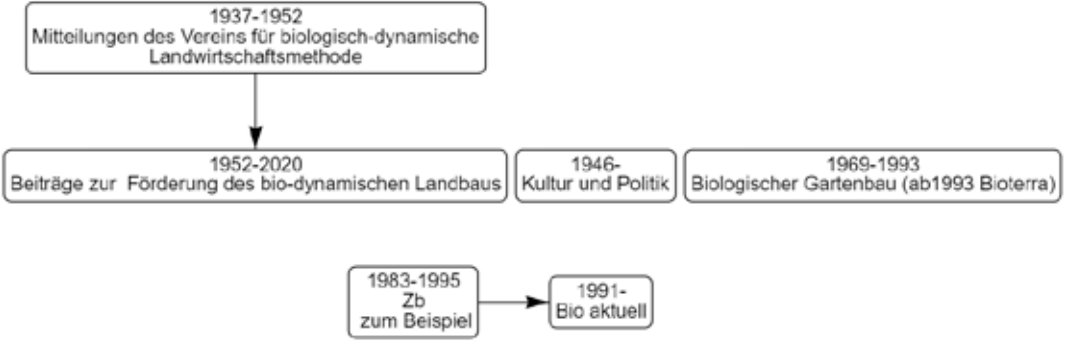 1937-1952
Mitteilungen des Vereins für biologisch-dynamische
Landwirtschaftsmethode
1952-2020
Beiträge zur Förderung des bio-dynamischen Landbaus
1946-
Kultur und Politik
1969-1993
Biologischer Gartenbau (ab1993 Bioterra)
1983-1995
Zb
zum Beispiel
1991-
Bio aktuell